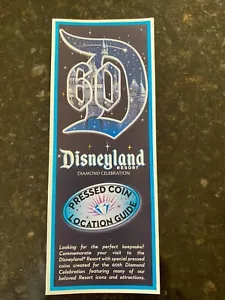 60
Disneyland
RESORT
DIAMOND CELEBRATION
PRESSED COIN
LOCATION GUIDE
Looking for the perfect keepsake?
Commemorate your visit to the
Disneyland® Resort with special pressed
coins created for the 60th Diamond
Celebration featuring many of our
beloved Resort icons and attractions.